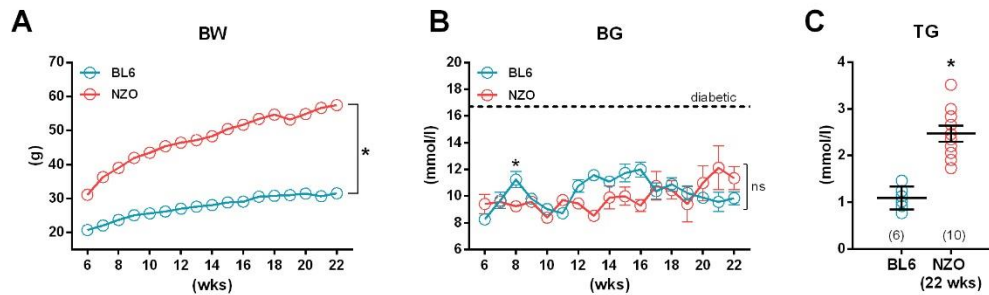 A
BW
(g)
70
60
50
40
30
20
BL6
NZO
*
6 8 10 12 14 16 18 20 22
(wks)
B
BG
(mmol/l)
18
16
14
12
10
8
6
BL6
NZO
diabetic
*
ns
6 8 10 12 14 16 18 20 22
(wks)
C
TG
(mmol/l)
4
3
2
1
0
*
(6) (10)
BL6 NZO
(22 wks)